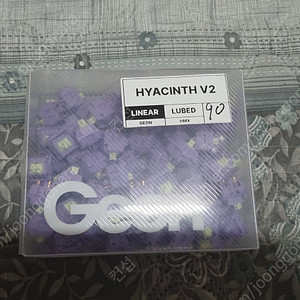 HYACINTH V2
LINEAR LUBED 90
GEON
Geon